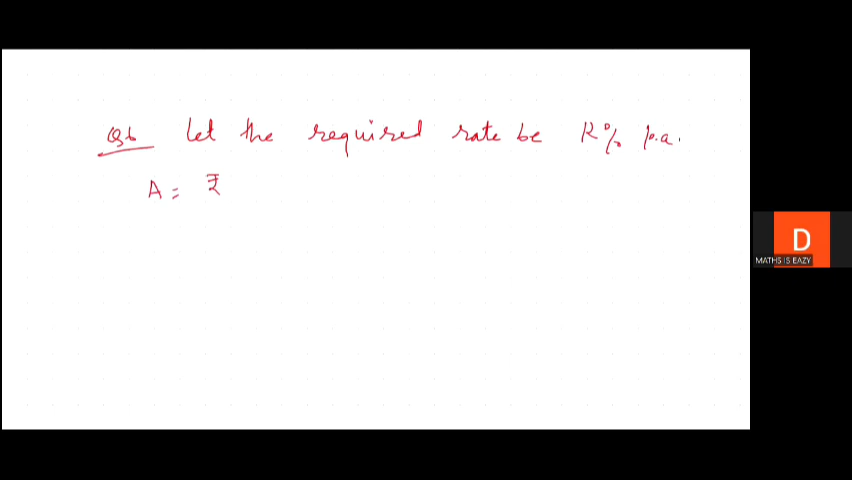 Q6 Let the required rate be R% p.a.
A = ₹
D
MATHS IS EAZY